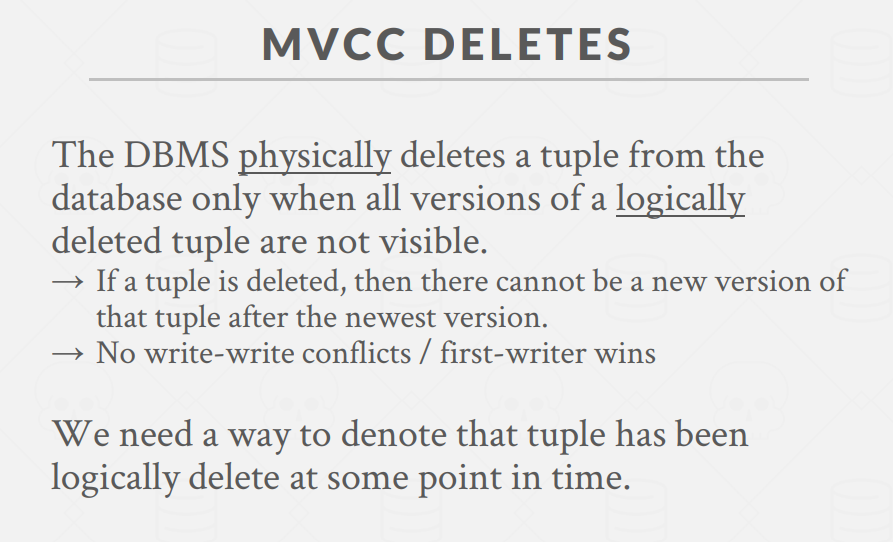 MVCC DELETES
The DBMS physically deletes a tuple from the
database only when all versions of a logically
deleted tuple are not visible.
→ If a tuple is deleted, then there cannot be a new version of
that tuple after the newest version.
→ No write-write conflicts / first-writer wins
We need a way to denote that tuple has been
logically delete at some point in time.